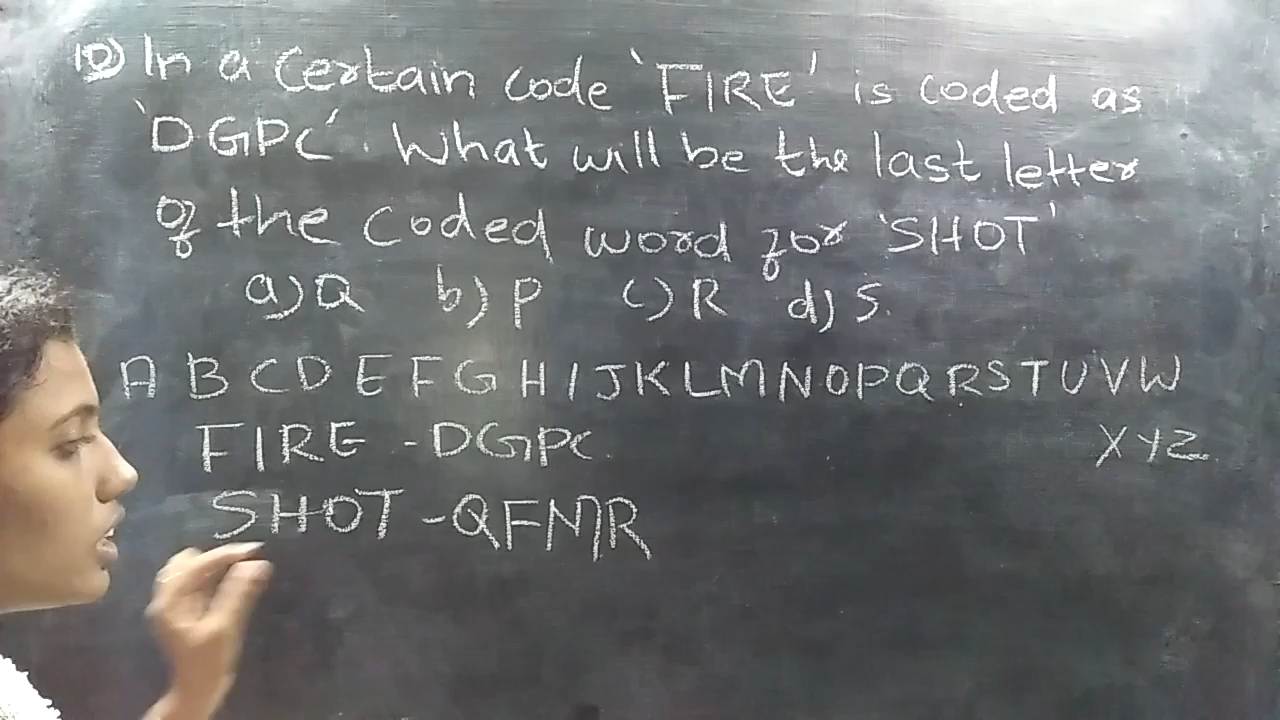 10) In a certain code 'FIRE' is coded as
'DGPC'. What will be the last letter
of the coded word for 'SHOT'
a) Q b) P c) R d) S.
A B C D E F G H I J K L M N O P Q R S T U V W
X Y Z
FIRE - DGPC
SHOT - QFMR